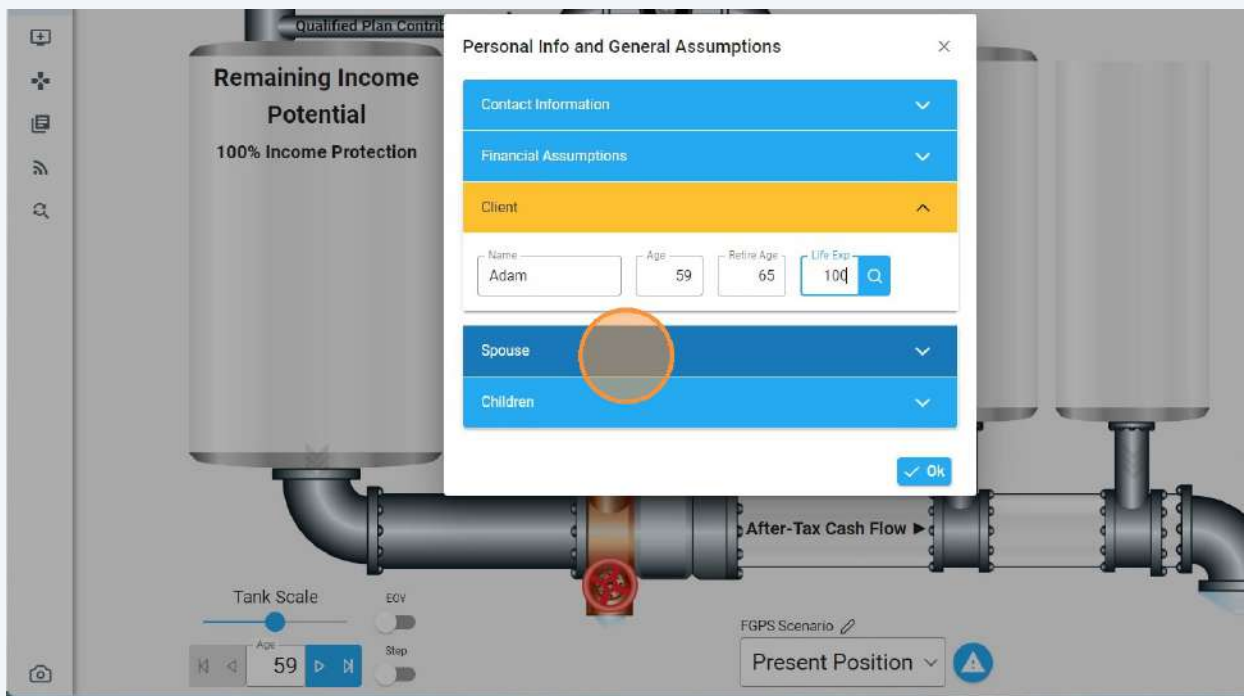 Qualified Plan Contrib
Remaining Income
Potential
100% Income Protection
Personal Info and General Assumptions
Contact Information
Financial Assumptions
Client
Name
Adam
Age
59
Retire Age
65
Life Exp
100
Spouse
Children
Ok
After-Tax Cash Flow
Tank Scale
EOY
Age
59
Step
FGPS Scenario
Present Position